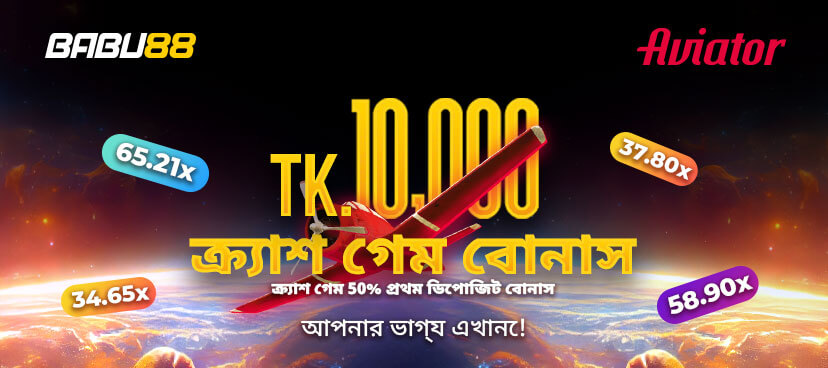 BABU88
Aviator
TK.10,000
65.21x
37.80x
ক্র্যাশ গেম বোনাস
ক্র্যাশ গেম 50% প্রথম ডিপোজিট বোনাস
34.65x
58.90x
আপনার ভাগ্য এখানে!